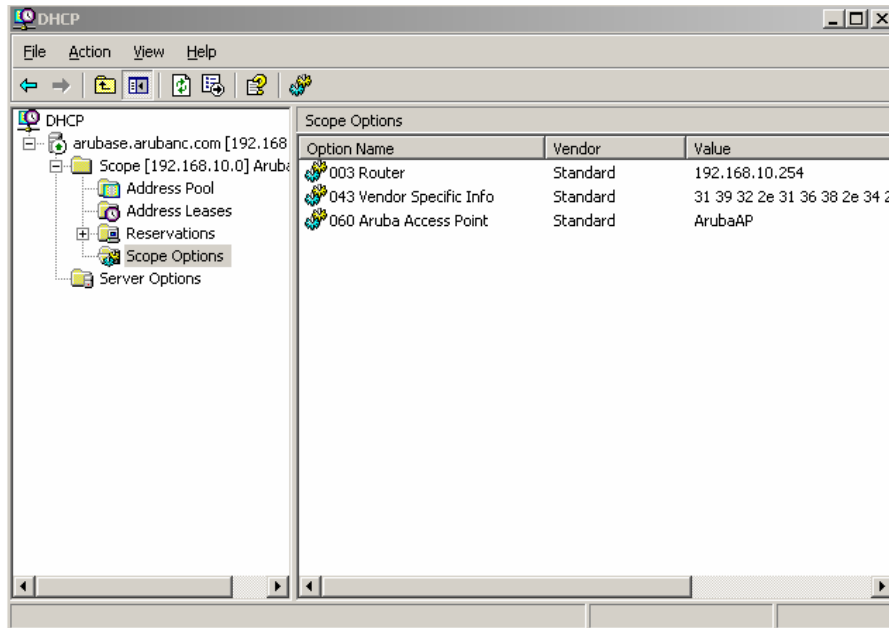 DHCP
File Action View Help
DHCP
arubase.arubanc.com [192.168
Scope [192.168.10.0] Aruba
Address Pool
Address Leases
Reservations
Scope Options
Server Options
Scope Options
Option Name Vendor Value
003 Router Standard 192.168.10.254
043 Vendor Specific Info Standard 31 39 32 2e 31 36 38 2e 34 2
060 Aruba Access Point Standard ArubaAP